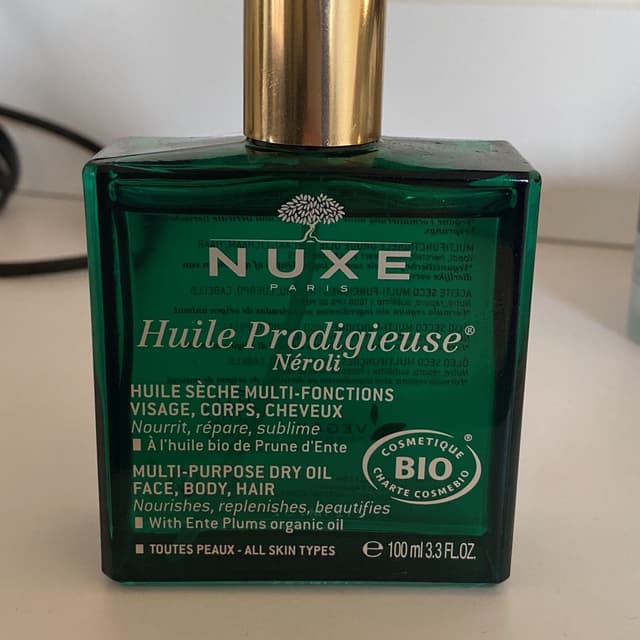 NUXE
PARIS
Huile Prodigieuse®
Néroli
HUILE SÈCHE MULTI-FONCTIONS
VISAGE, CORPS, CHEVEUX
Nourrit, répare, sublime
À l'huile bio de Prune d'Ente
MULTI-PURPOSE DRY OIL
FACE, BODY, HAIR
Nourishes, replenishes, beautifies
With Ente Plums organic oil
COSMETIQUE ®
BIO
CHARTE COSMEBIO
TOUTES PEAUX - ALL SKIN TYPES
℮ 100 ml 3.3 FL.OZ.